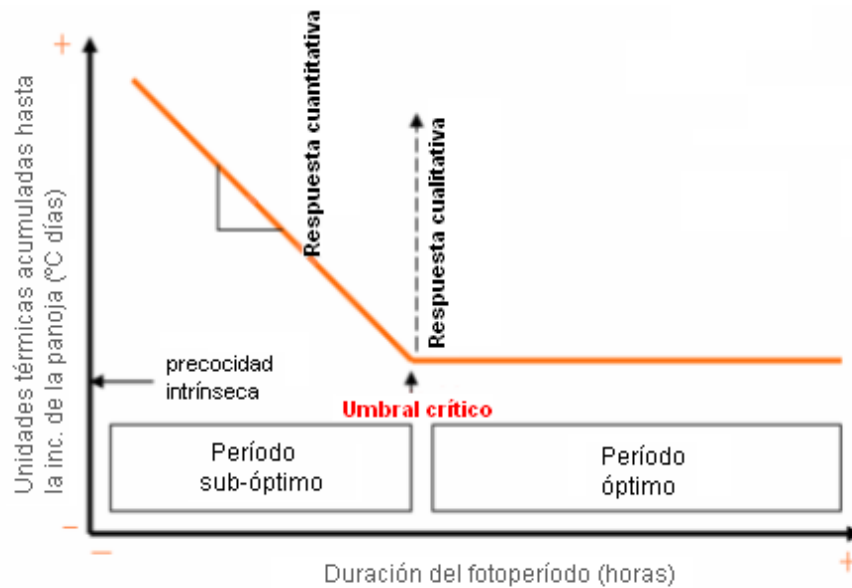 +
Unidades térmicas acumuladas hasta
la inc. de la panoja (ºC días)
Respuesta cuantitativa
Respuesta cualitativa
precocidad
intrínseca
Umbral crítico
Período
sub-óptimo
Período
óptimo
−
−
+
Duración del fotoperíodo (horas)